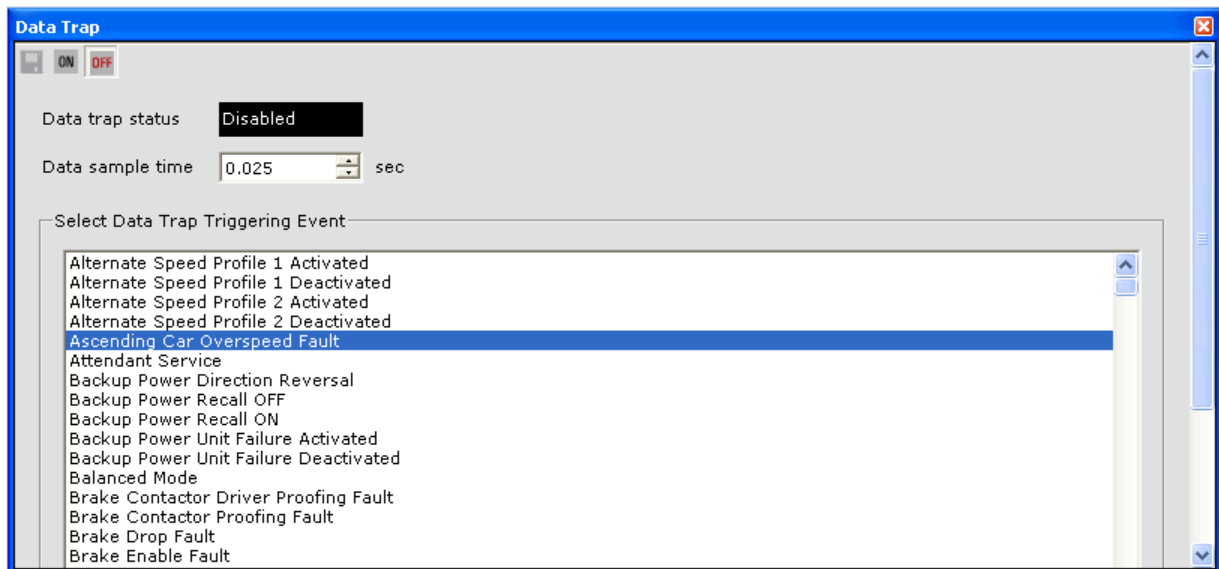 Data Trap
ON OFF
Data trap status Disabled
Data sample time 0.025 sec
Select Data Trap Triggering Event
Alternate Speed Profile 1 Activated
Alternate Speed Profile 1 Deactivated
Alternate Speed Profile 2 Activated
Alternate Speed Profile 2 Deactivated
Ascending Car Overspeed Fault
Attendant Service
Backup Power Direction Reversal
Backup Power Recall OFF
Backup Power Recall ON
Backup Power Unit Failure Activated
Backup Power Unit Failure Deactivated
Balanced Mode
Brake Contactor Driver Proofing Fault
Brake Contactor Proofing Fault
Brake Drop Fault
Brake Enable Fault